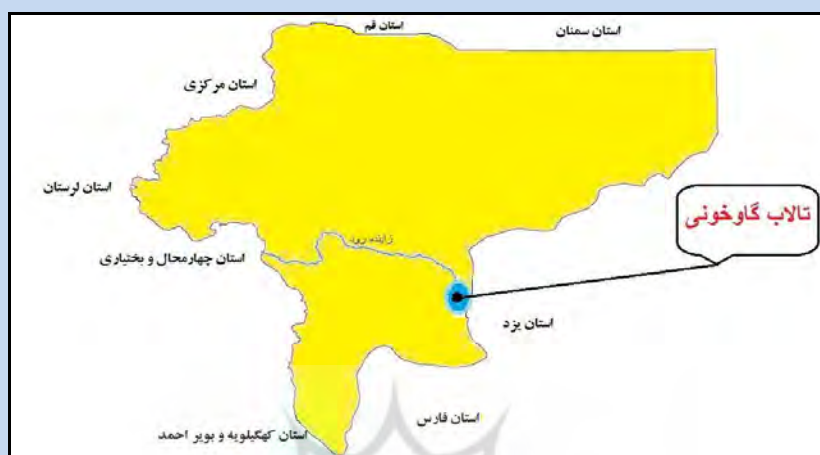 استان قم
استان سمنان
استان مرکزی
استان لرستان
تالاب گاوخونی
زاینده رود
استان چهارمحال و بختیاری
استان یزد
استان فارس
استان کهگیلویه و بویر احمد